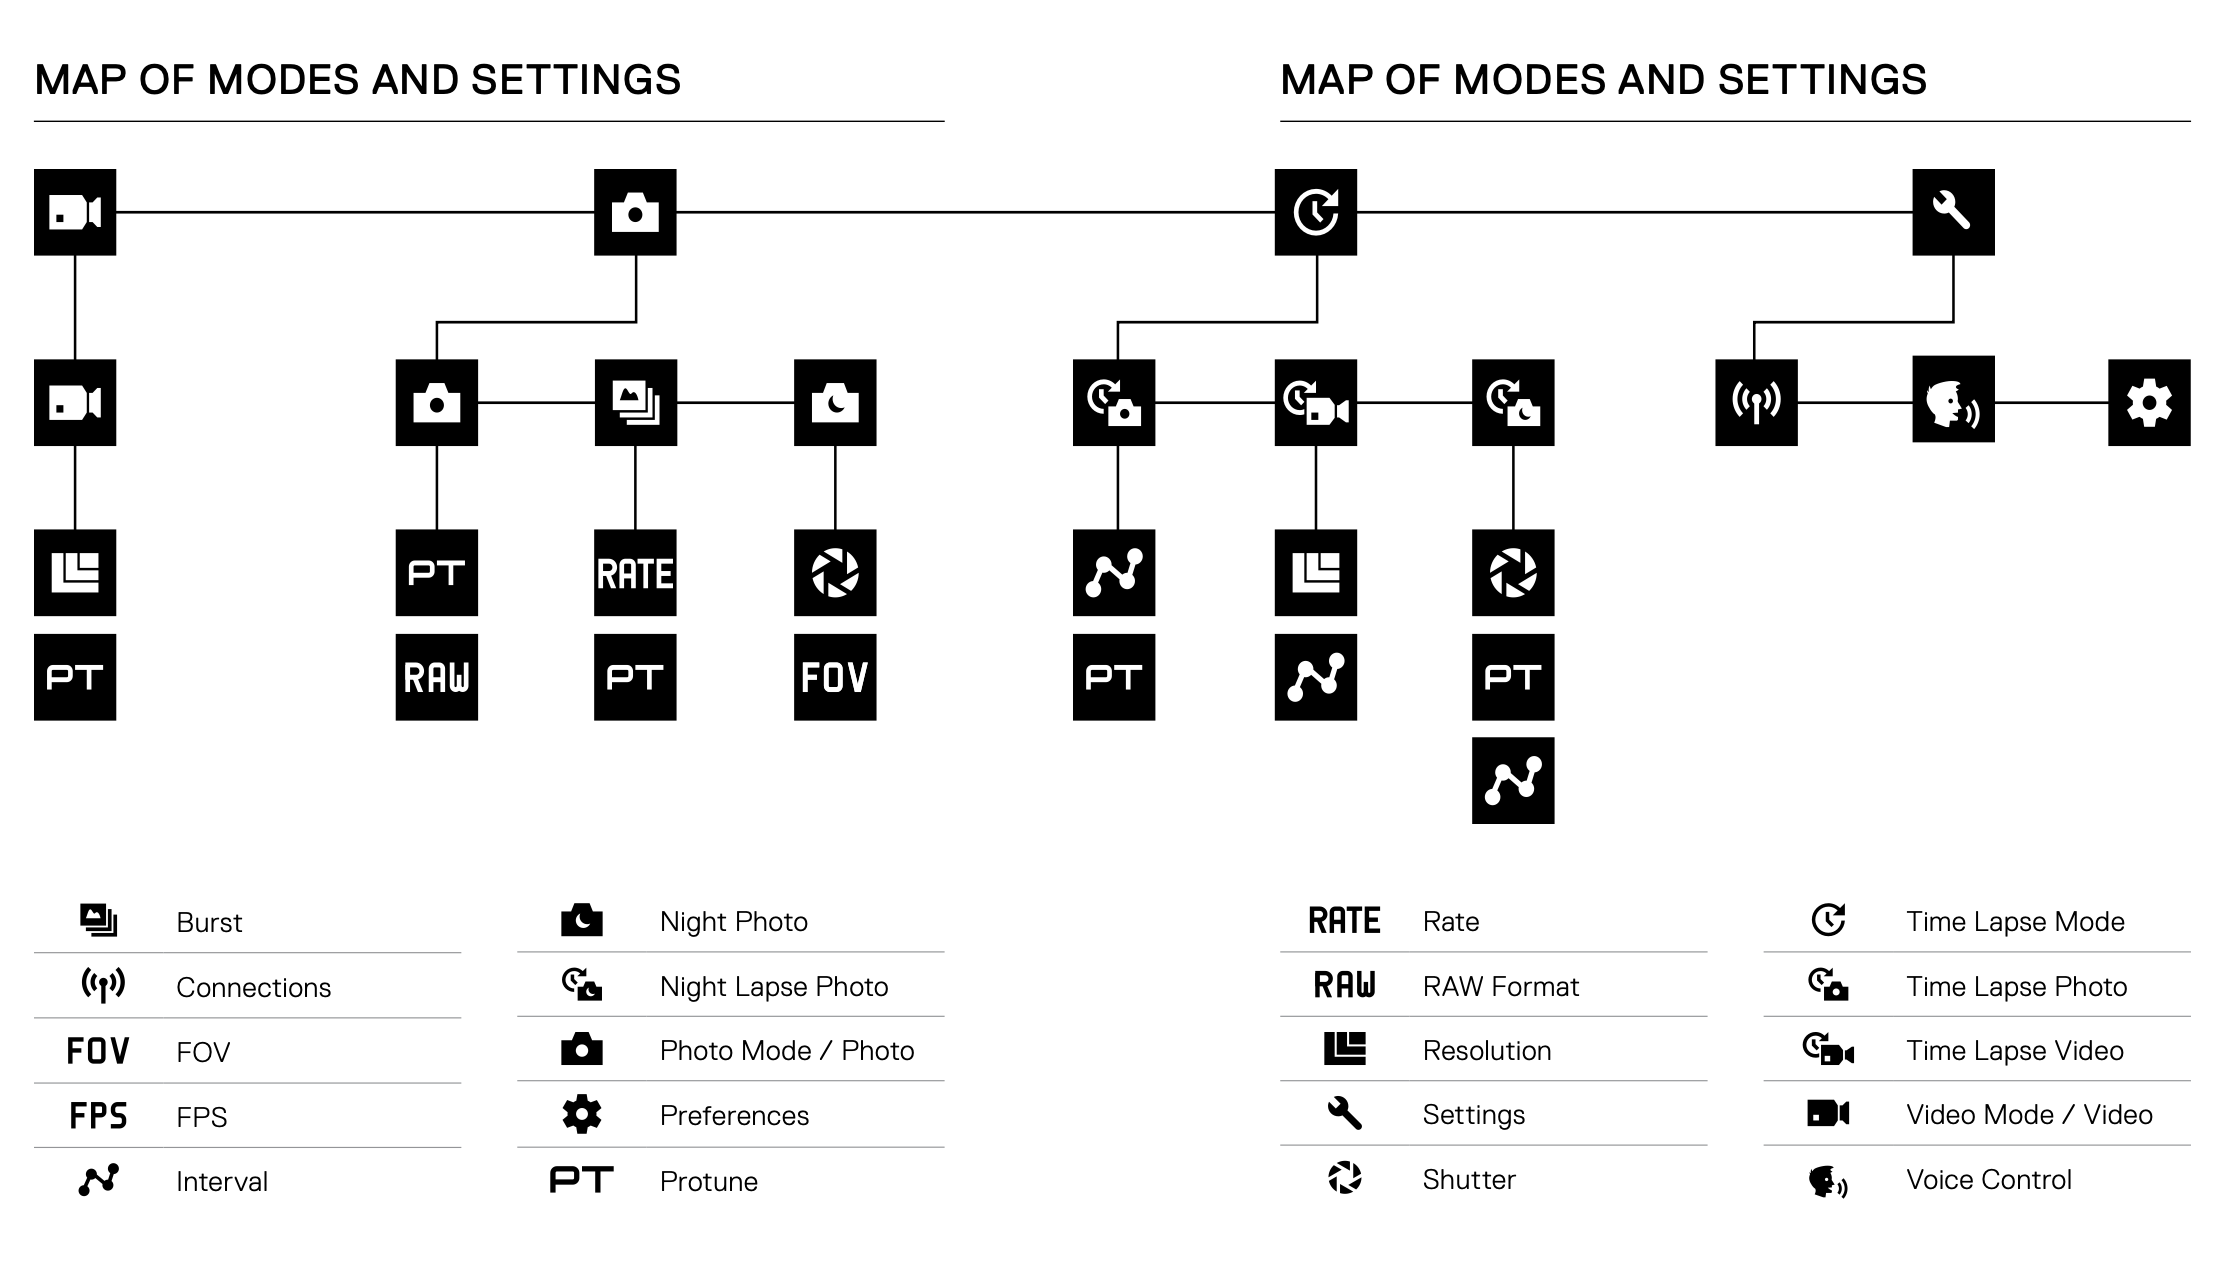 MAP OF MODES AND SETTINGS
MAP OF MODES AND SETTINGS
PT
RATE
PT
RAW
PT
FOV
PT
PT
Burst
Connections
FOV FOV
FPS FPS
Interval
Night Photo
Night Lapse Photo
Photo Mode / Photo
Preferences
PT Protune
RATE Rate
RAW RAW Format
Resolution
Settings
Shutter
Time Lapse Mode
Time Lapse Photo
Time Lapse Video
Video Mode / Video
Voice Control